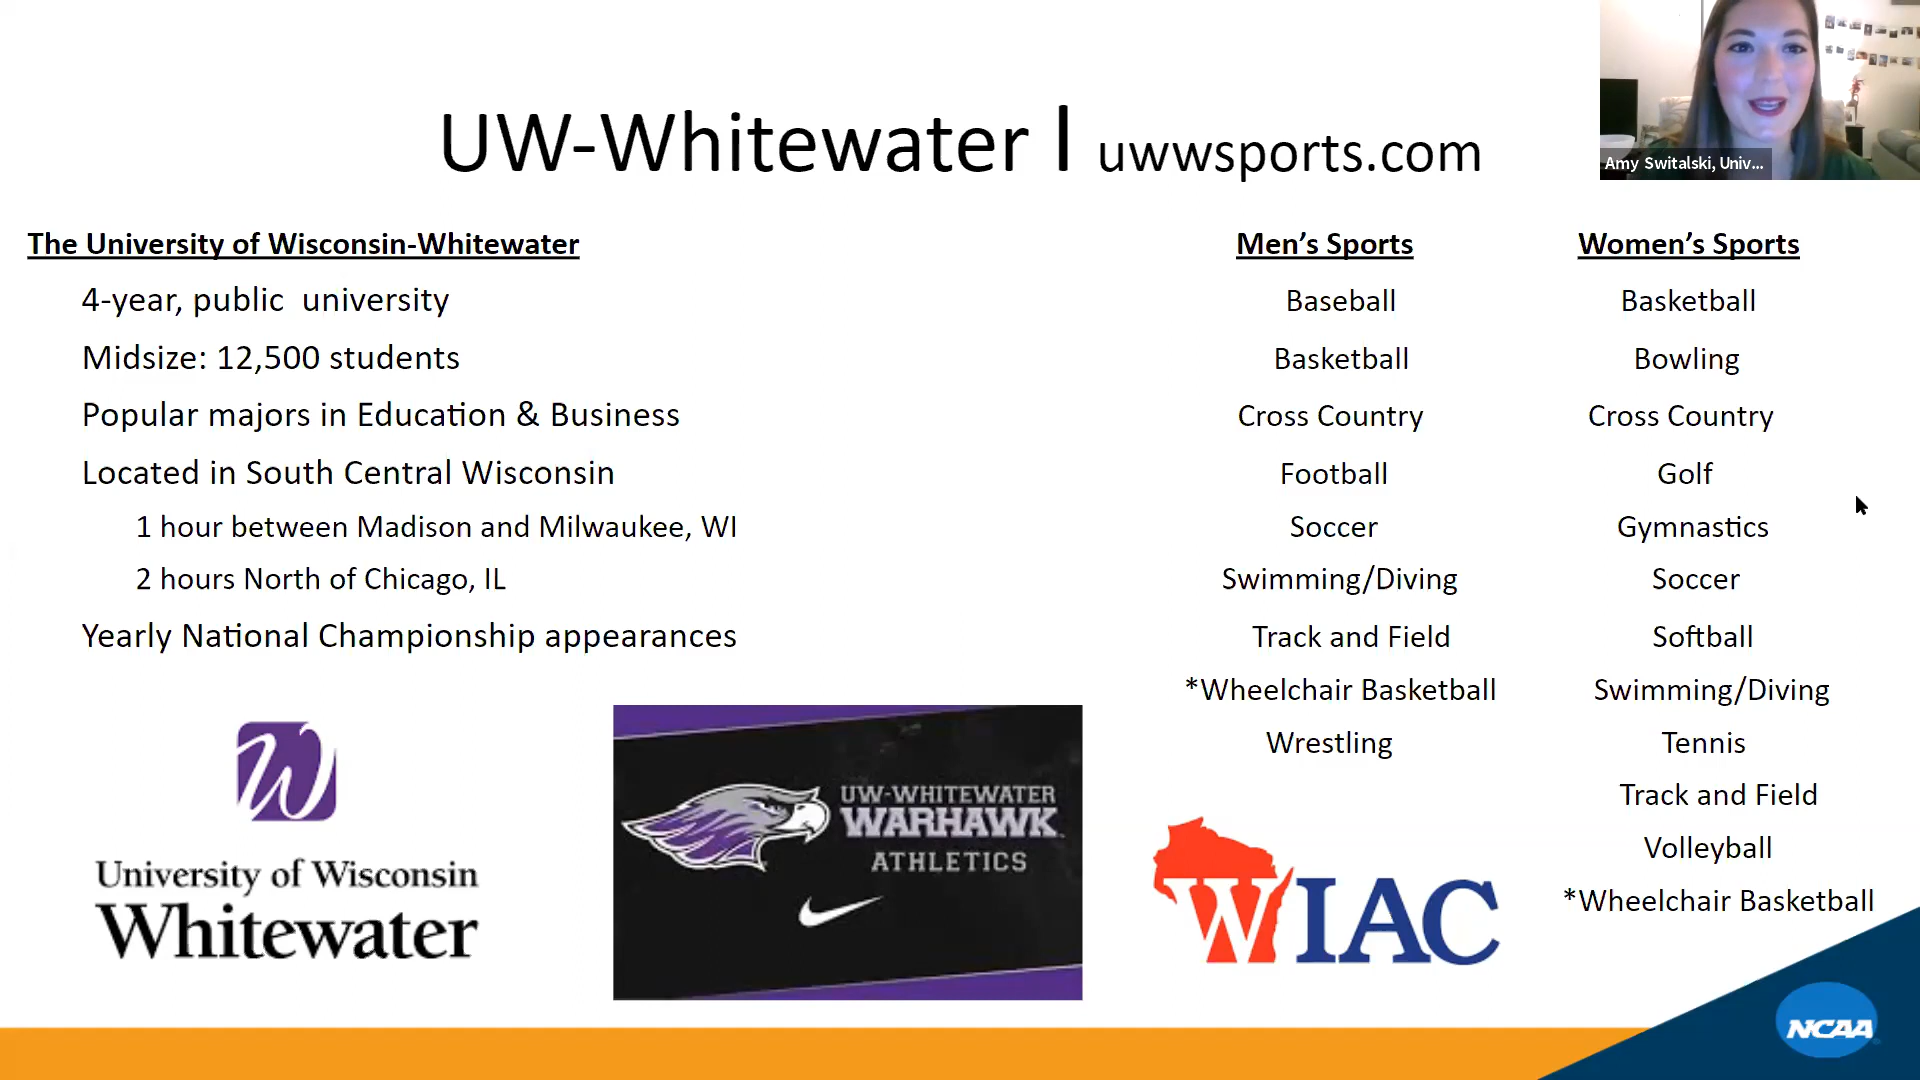 UW-Whitewater | uwwsports.com
Amy Switalski, Univ...
The University of Wisconsin-Whitewater
4-year, public university
Midsize: 12,500 students
Popular majors in Education & Business
Located in South Central Wisconsin
1 hour between Madison and Milwaukee, WI
2 hours North of Chicago, IL
Yearly National Championship appearances
Men’s Sports
Baseball
Basketball
Cross Country
Football
Soccer
Swimming/Diving
Track and Field
*Wheelchair Basketball
Wrestling
Women’s Sports
Basketball
Bowling
Cross Country
Golf
Gymnastics
Soccer
Softball
Swimming/Diving
Tennis
Track and Field
Volleyball
*Wheelchair Basketball
W
University of Wisconsin
Whitewater
UW-WHITEWATER
WARHAWK
ATHLETICS
WIAC
NCAA